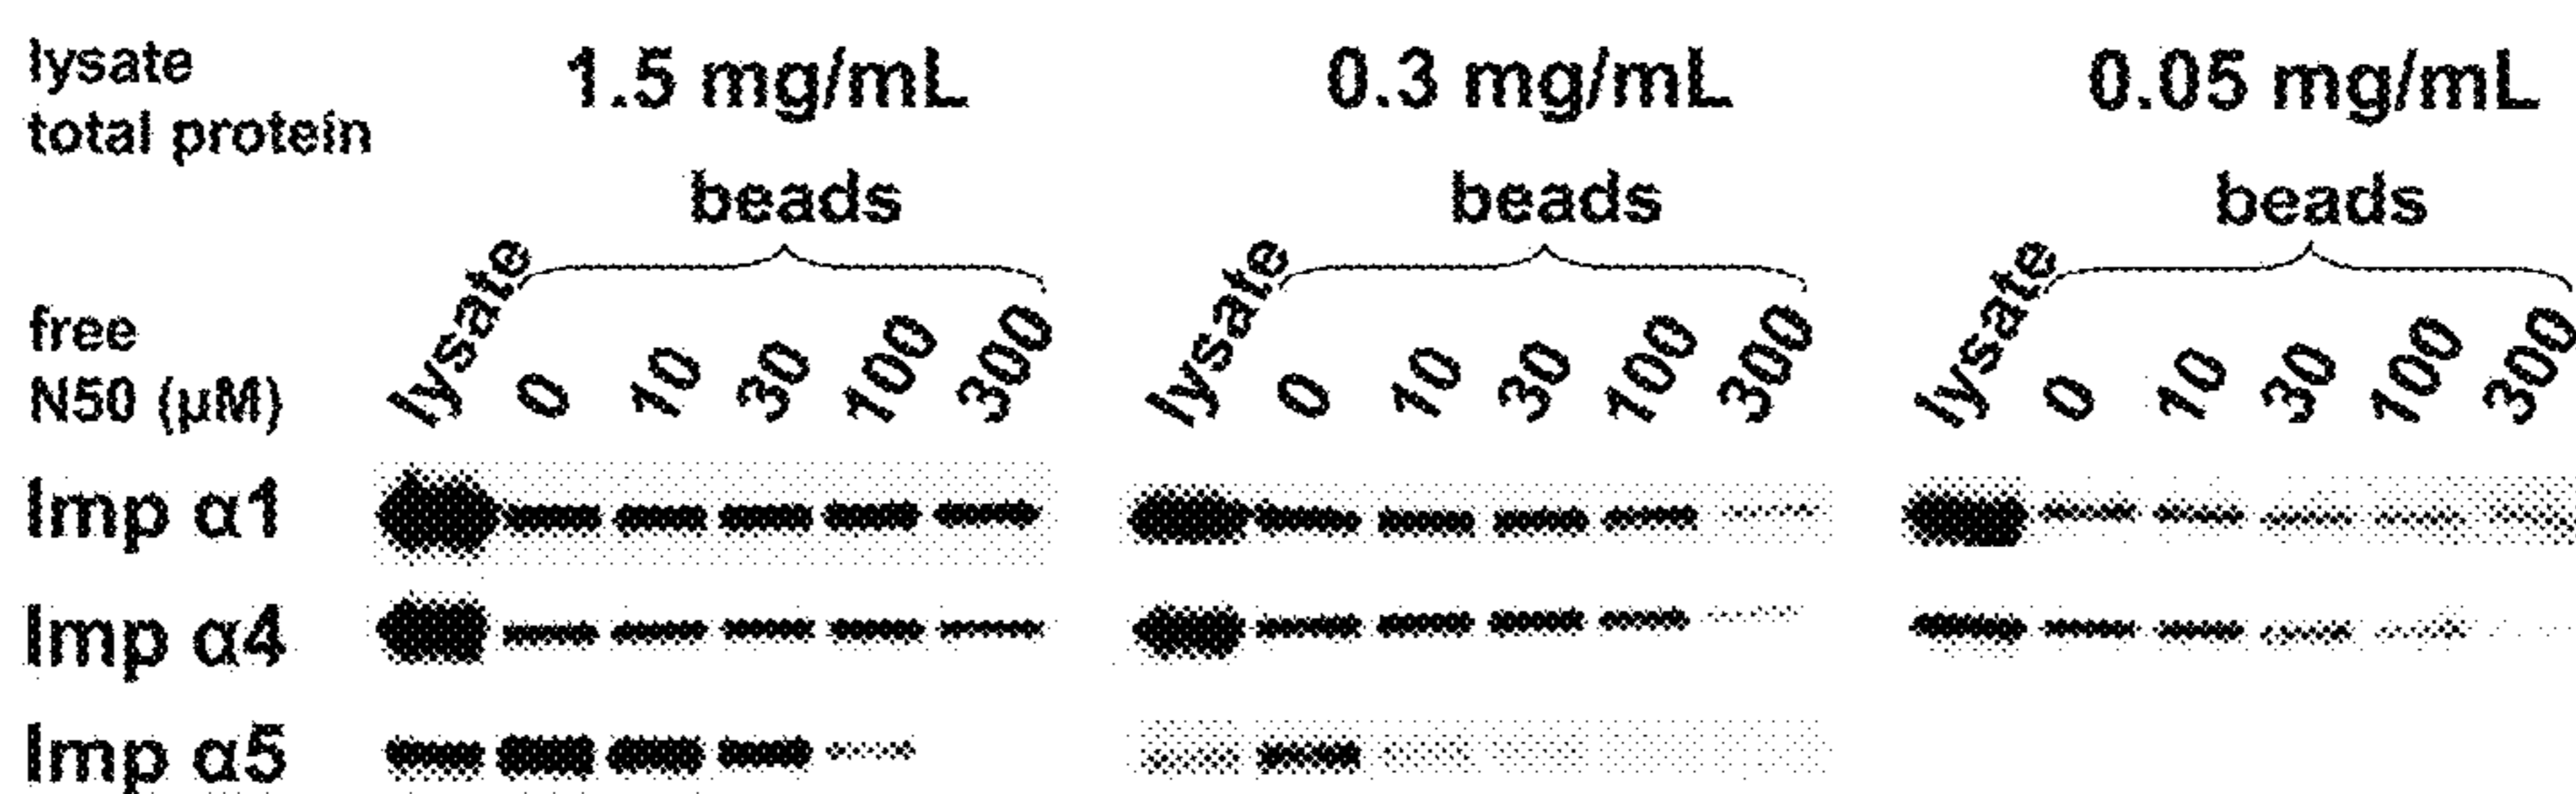 lysate
total protein
1.5 mg/mL 0.3 mg/mL 0.05 mg/mL
beads beads beads
free
N50 (µM)
lysate 0 10 30 100 300 lysate 0 10 30 100 300 lysate 0 10 30 100 300
Imp α1
Imp α4
Imp α5